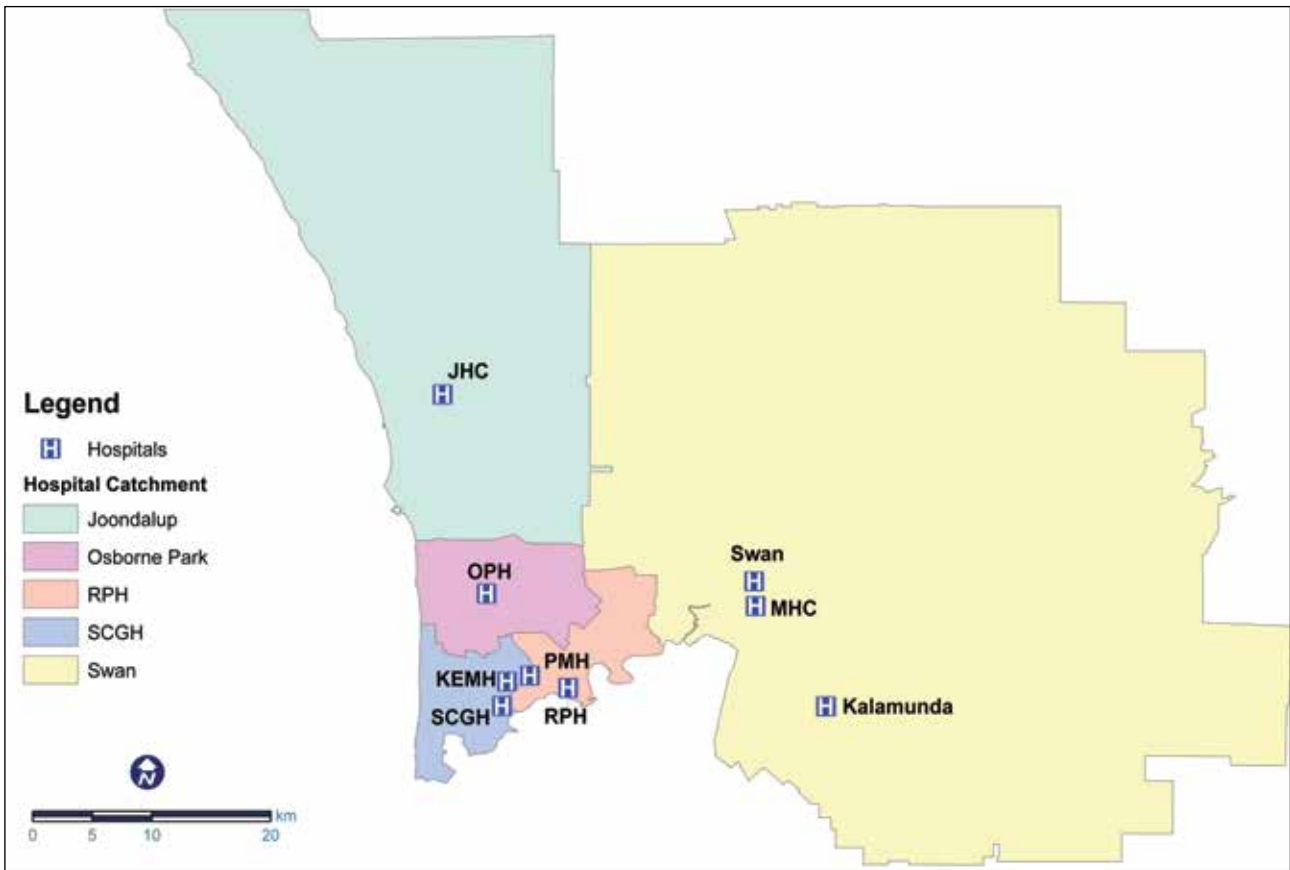 JHC
Legend
H Hospitals
Hospital Catchment
Joondalup
Osborne Park
RPH
SCGH
Swan
OPH
Swan
MHC
KEMH
PMH
SCGH
RPH
Kalamunda
N
km
0 5 10 20